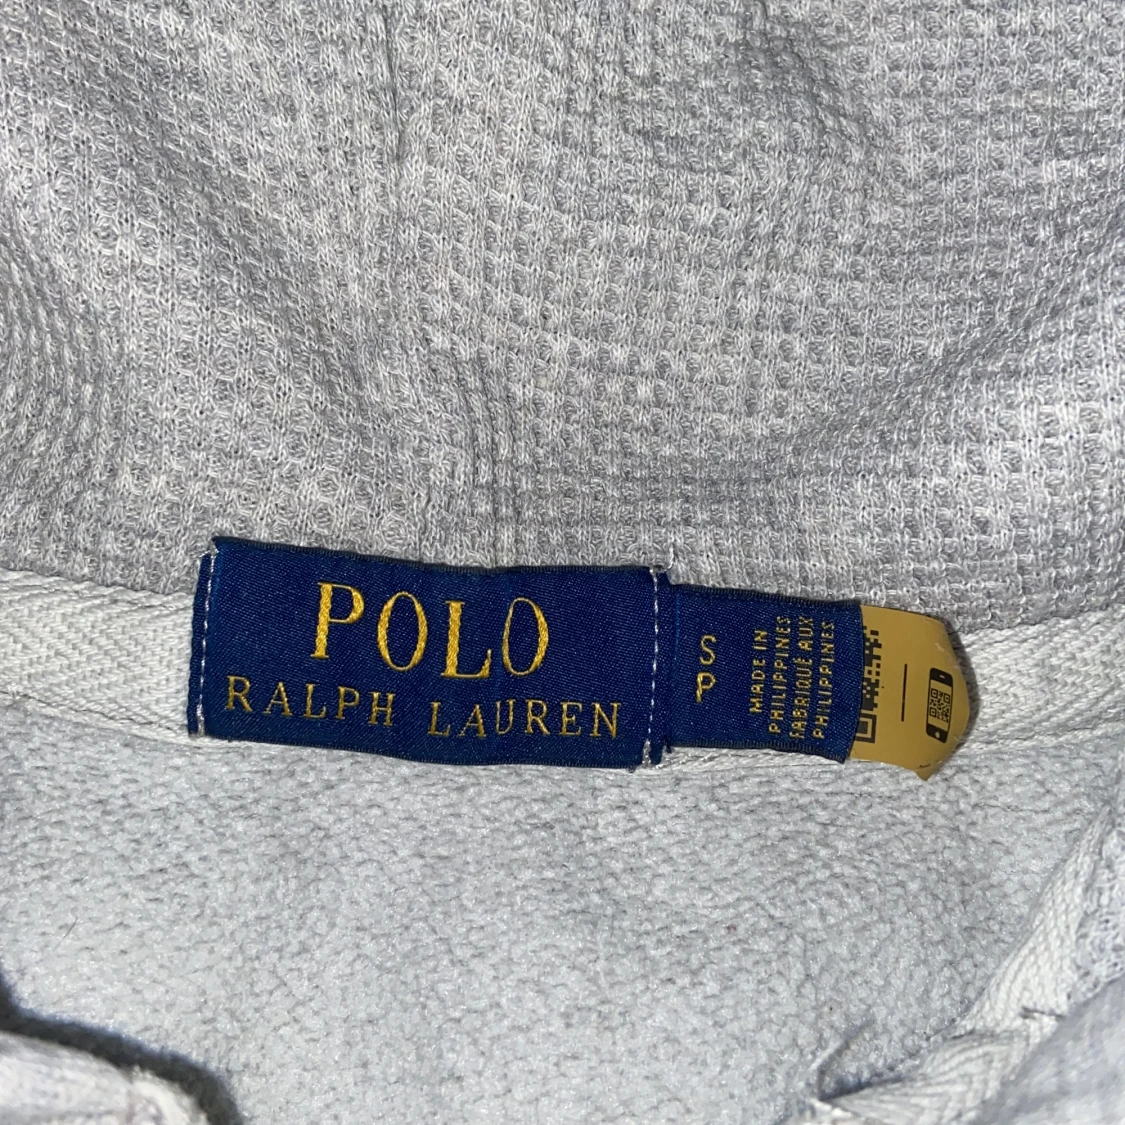 POLO
RALPH LAUREN
S
P
MADE IN
PHILIPPINES
FABRIQUÉ AUX
PHILIPPINES